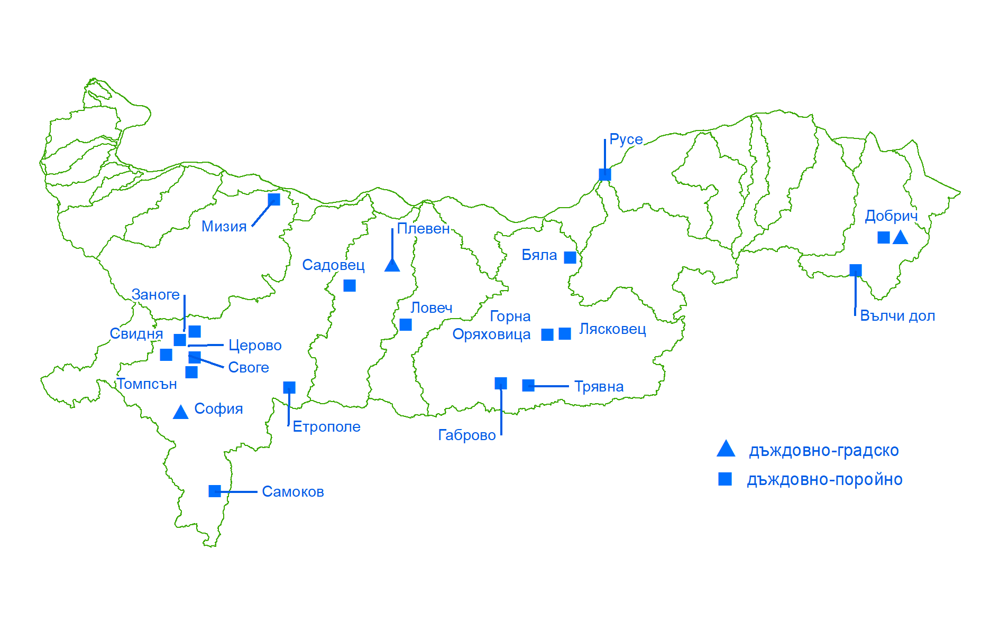 Русе
Добрич
Мизия
Плевен
Бяла
Садовец
Заноге
Ловеч
Горна
Оряховица
Лясковец
Вълчи дол
Свидня
Церово
Своге
Томпсън
Трявна
София
Етрополе
Габрово
дъждовно-градско
дъждовно-поройно
Самоков